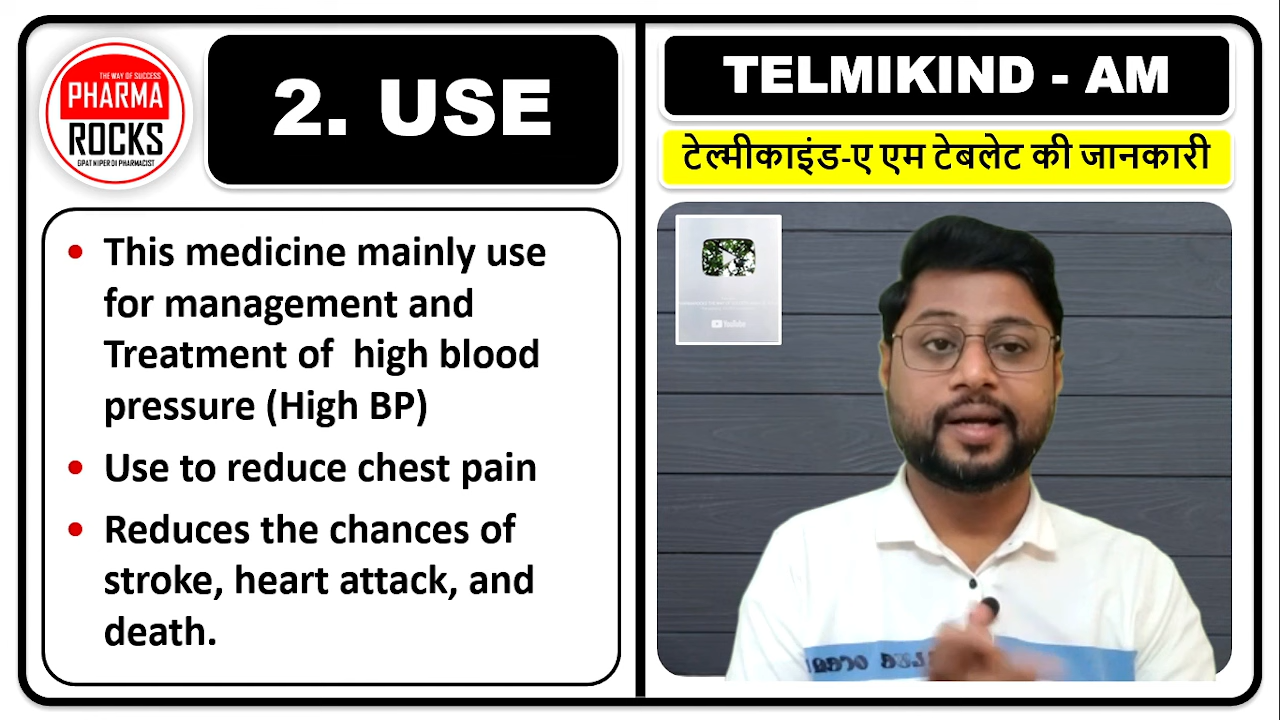 THE WAY OF SUCCESS
PHARMA
ROCKS
GPAT NIPER DI PHARMACIST
2. USE
• This medicine mainly use
for management and
Treatment of high blood
pressure (High BP)
• Use to reduce chest pain
• Reduces the chances of
stroke, heart attack, and
death.
TELMIKIND - AM
टेल्मीकाइंड-ए एम टेबलेट की जानकारी
YouTube